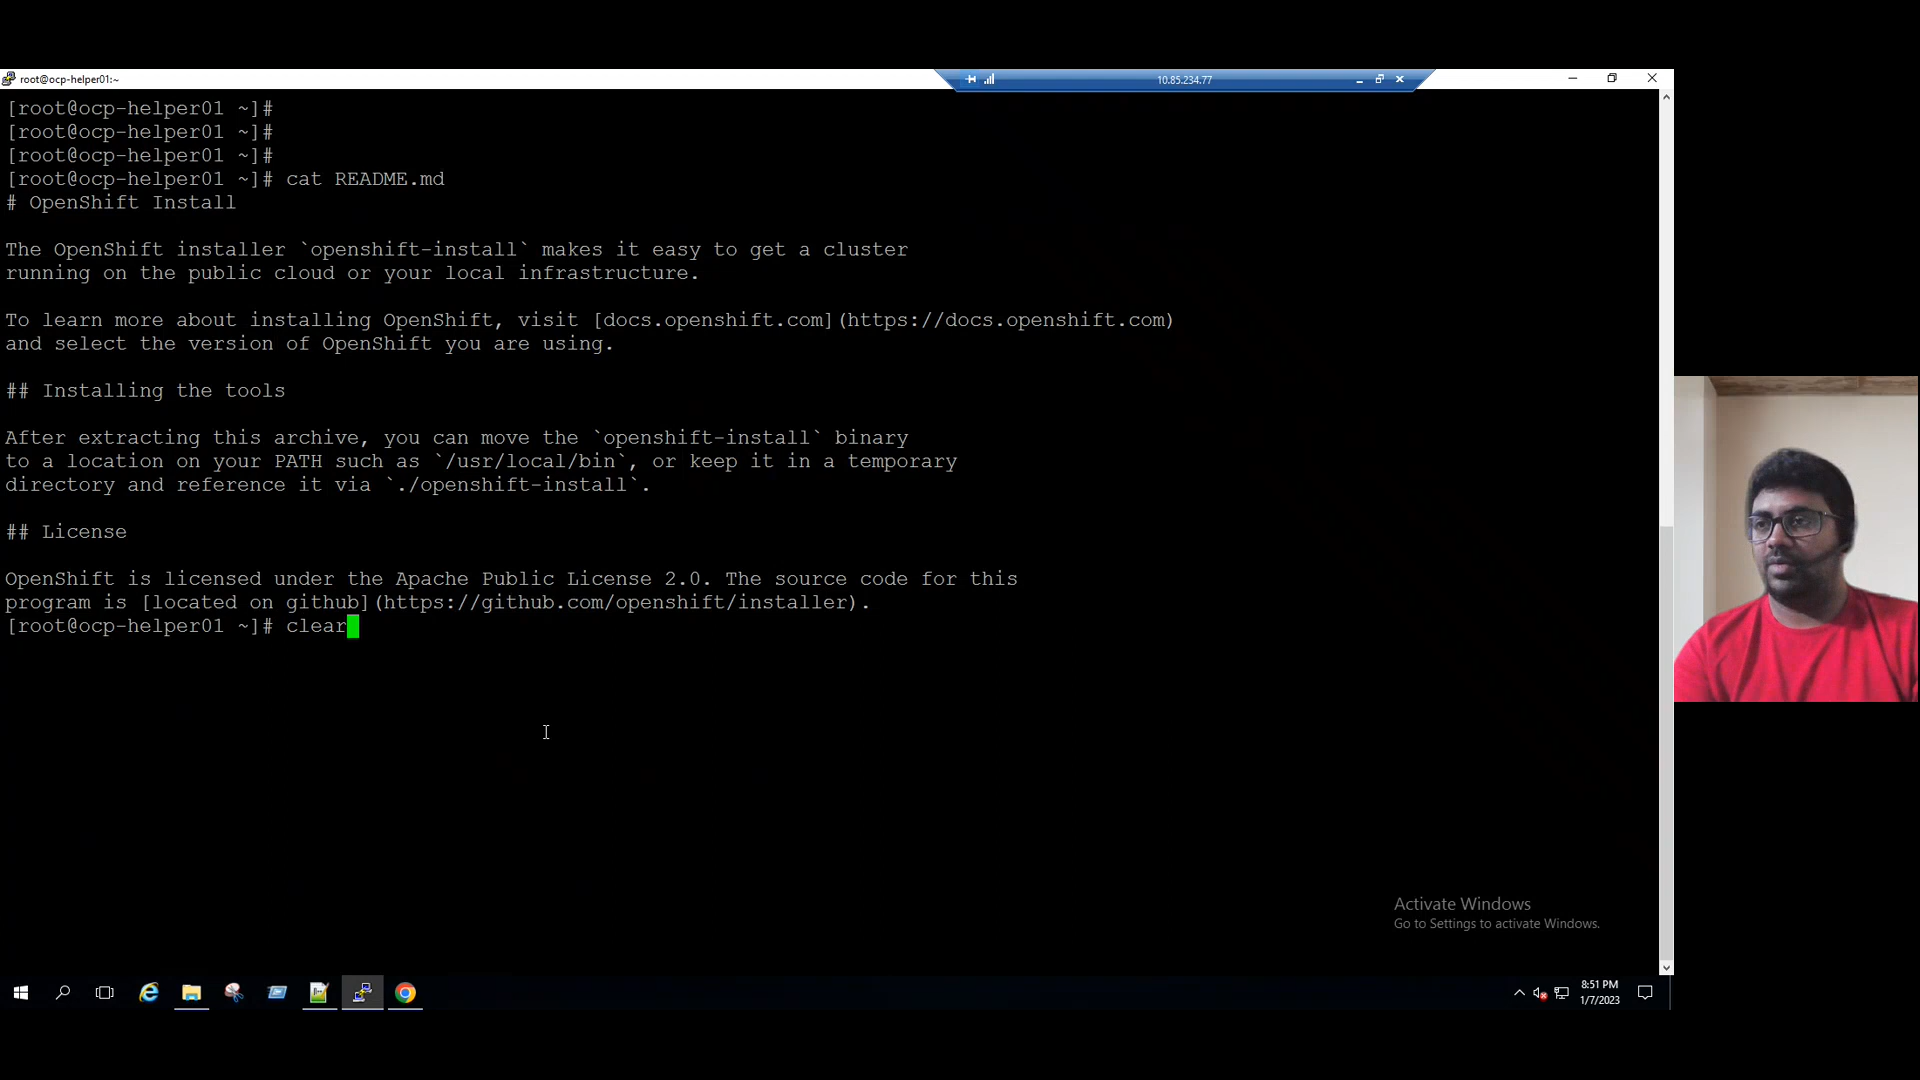 root@ocp-helper01:~
10.85.234.77
[root@ocp-helper01 ~]#
[root@ocp-helper01 ~]#
[root@ocp-helper01 ~]#
[root@ocp-helper01 ~]# cat README.md
# OpenShift Install
The OpenShift installer `openshift-install` makes it easy to get a cluster
running on the public cloud or your local infrastructure.
To learn more about installing OpenShift, visit [docs.openshift.com](https://docs.openshift.com)
and select the version of OpenShift you are using.
## Installing the tools
After extracting this archive, you can move the `openshift-install` binary
to a location on your PATH such as `/usr/local/bin`, or keep it in a temporary
directory and reference it via `./openshift-install`.
## License
OpenShift is licensed under the Apache Public License 2.0. The source code for this
program is [located on github](https://github.com/openshift/installer).
[root@ocp-helper01 ~]# clear
Activate Windows
Go to Settings to activate Windows.
8:51 PM
1/7/2023